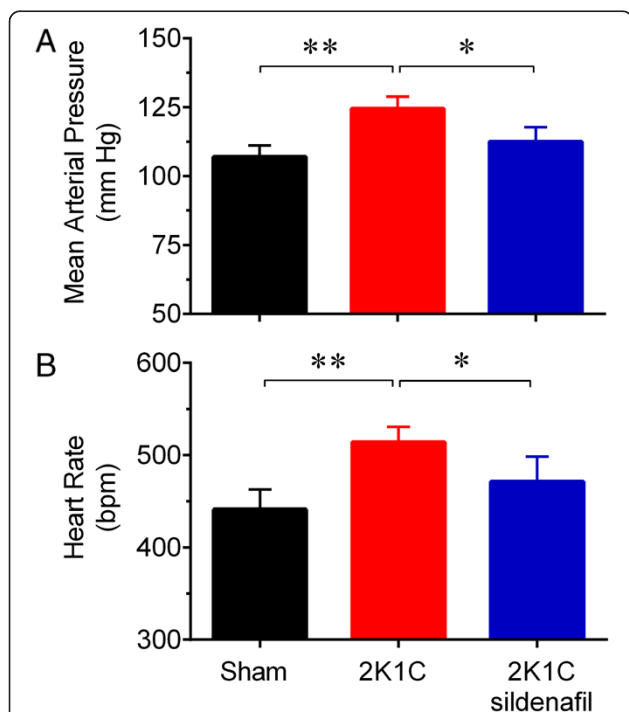 A
Mean Arterial Pressure
(mm Hg)
150
125
100
75
50
** *
B
Heart Rate
(bpm)
600
500
400
300
** *
Sham 2K1C 2K1C
sildenafil